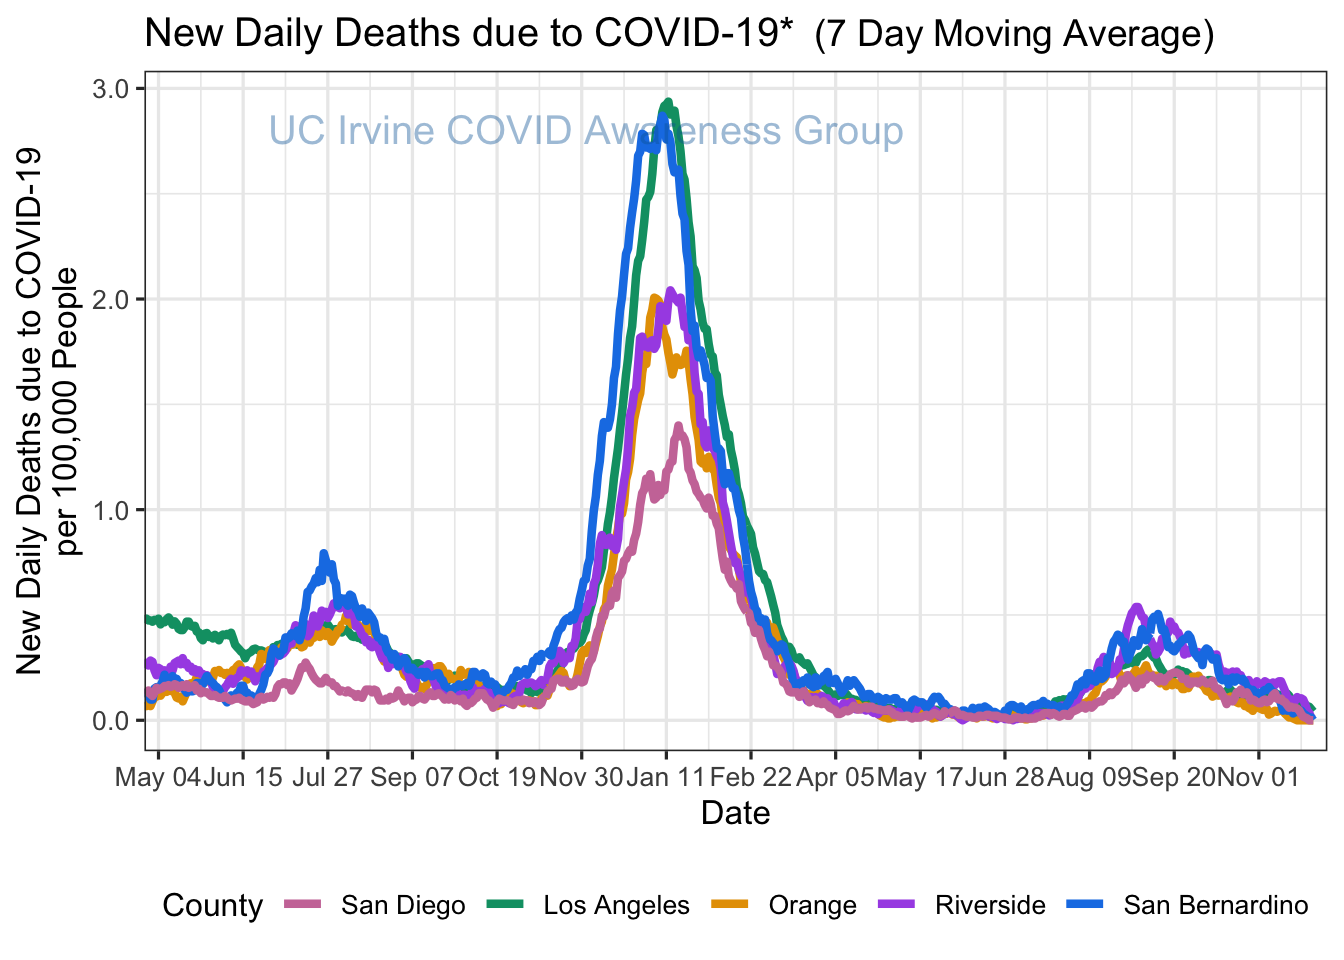 New Daily Deaths due to COVID-19* (7 Day Moving Average)
UC Irvine COVID Awareness Group
New Daily Deaths due to COVID-19
per 100,000 People
3.0
2.0
1.0
0.0
May 04 Jun 15 Jul 27 Sep 07 Oct 19 Nov 30 Jan 11 Feb 22 Apr 05 May 17 Jun 28 Aug 09 Sep 20 Nov 01
Date
County San Diego Los Angeles Orange Riverside San Bernardino